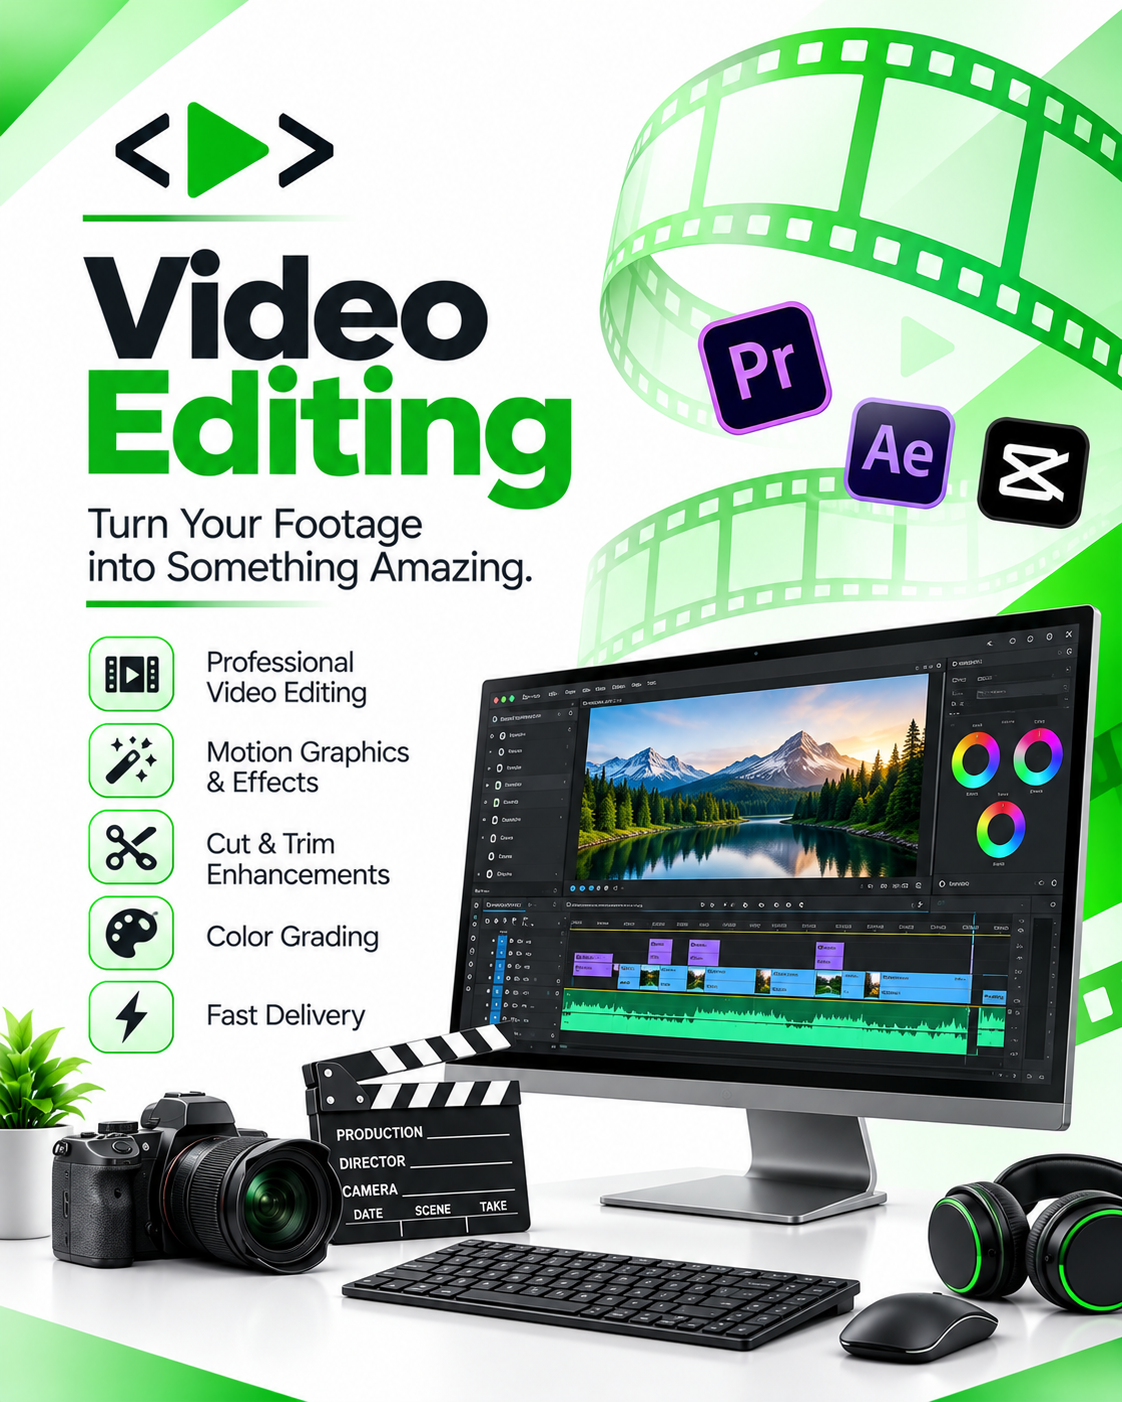 Video
Editing
Turn Your Footage
into Something Amazing.
Professional
Video Editing
Motion Graphics
& Effects
Cut & Trim
Enhancements
Color Grading
Fast Delivery
Pr
Ae
PRODUCTION
DIRECTOR
CAMERA
DATE SCENE TAKE